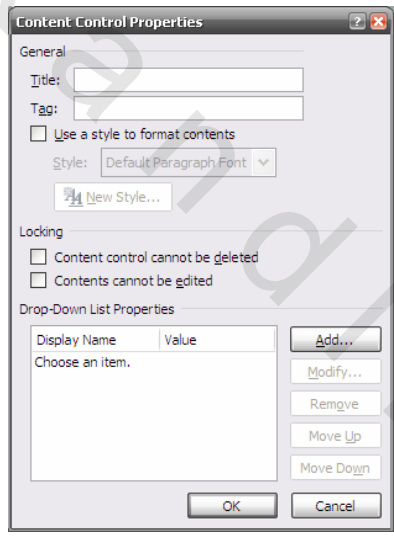 Content Control Properties
General
Title:
Tag:
Use a style to format contents
Style: Default Paragraph Font
New Style...
Locking
Content control cannot be deleted
Contents cannot be edited
Drop-Down List Properties
Display Name Value Add...
Choose an item.
Modify...
Remove
Move Up
Move Down
OK Cancel